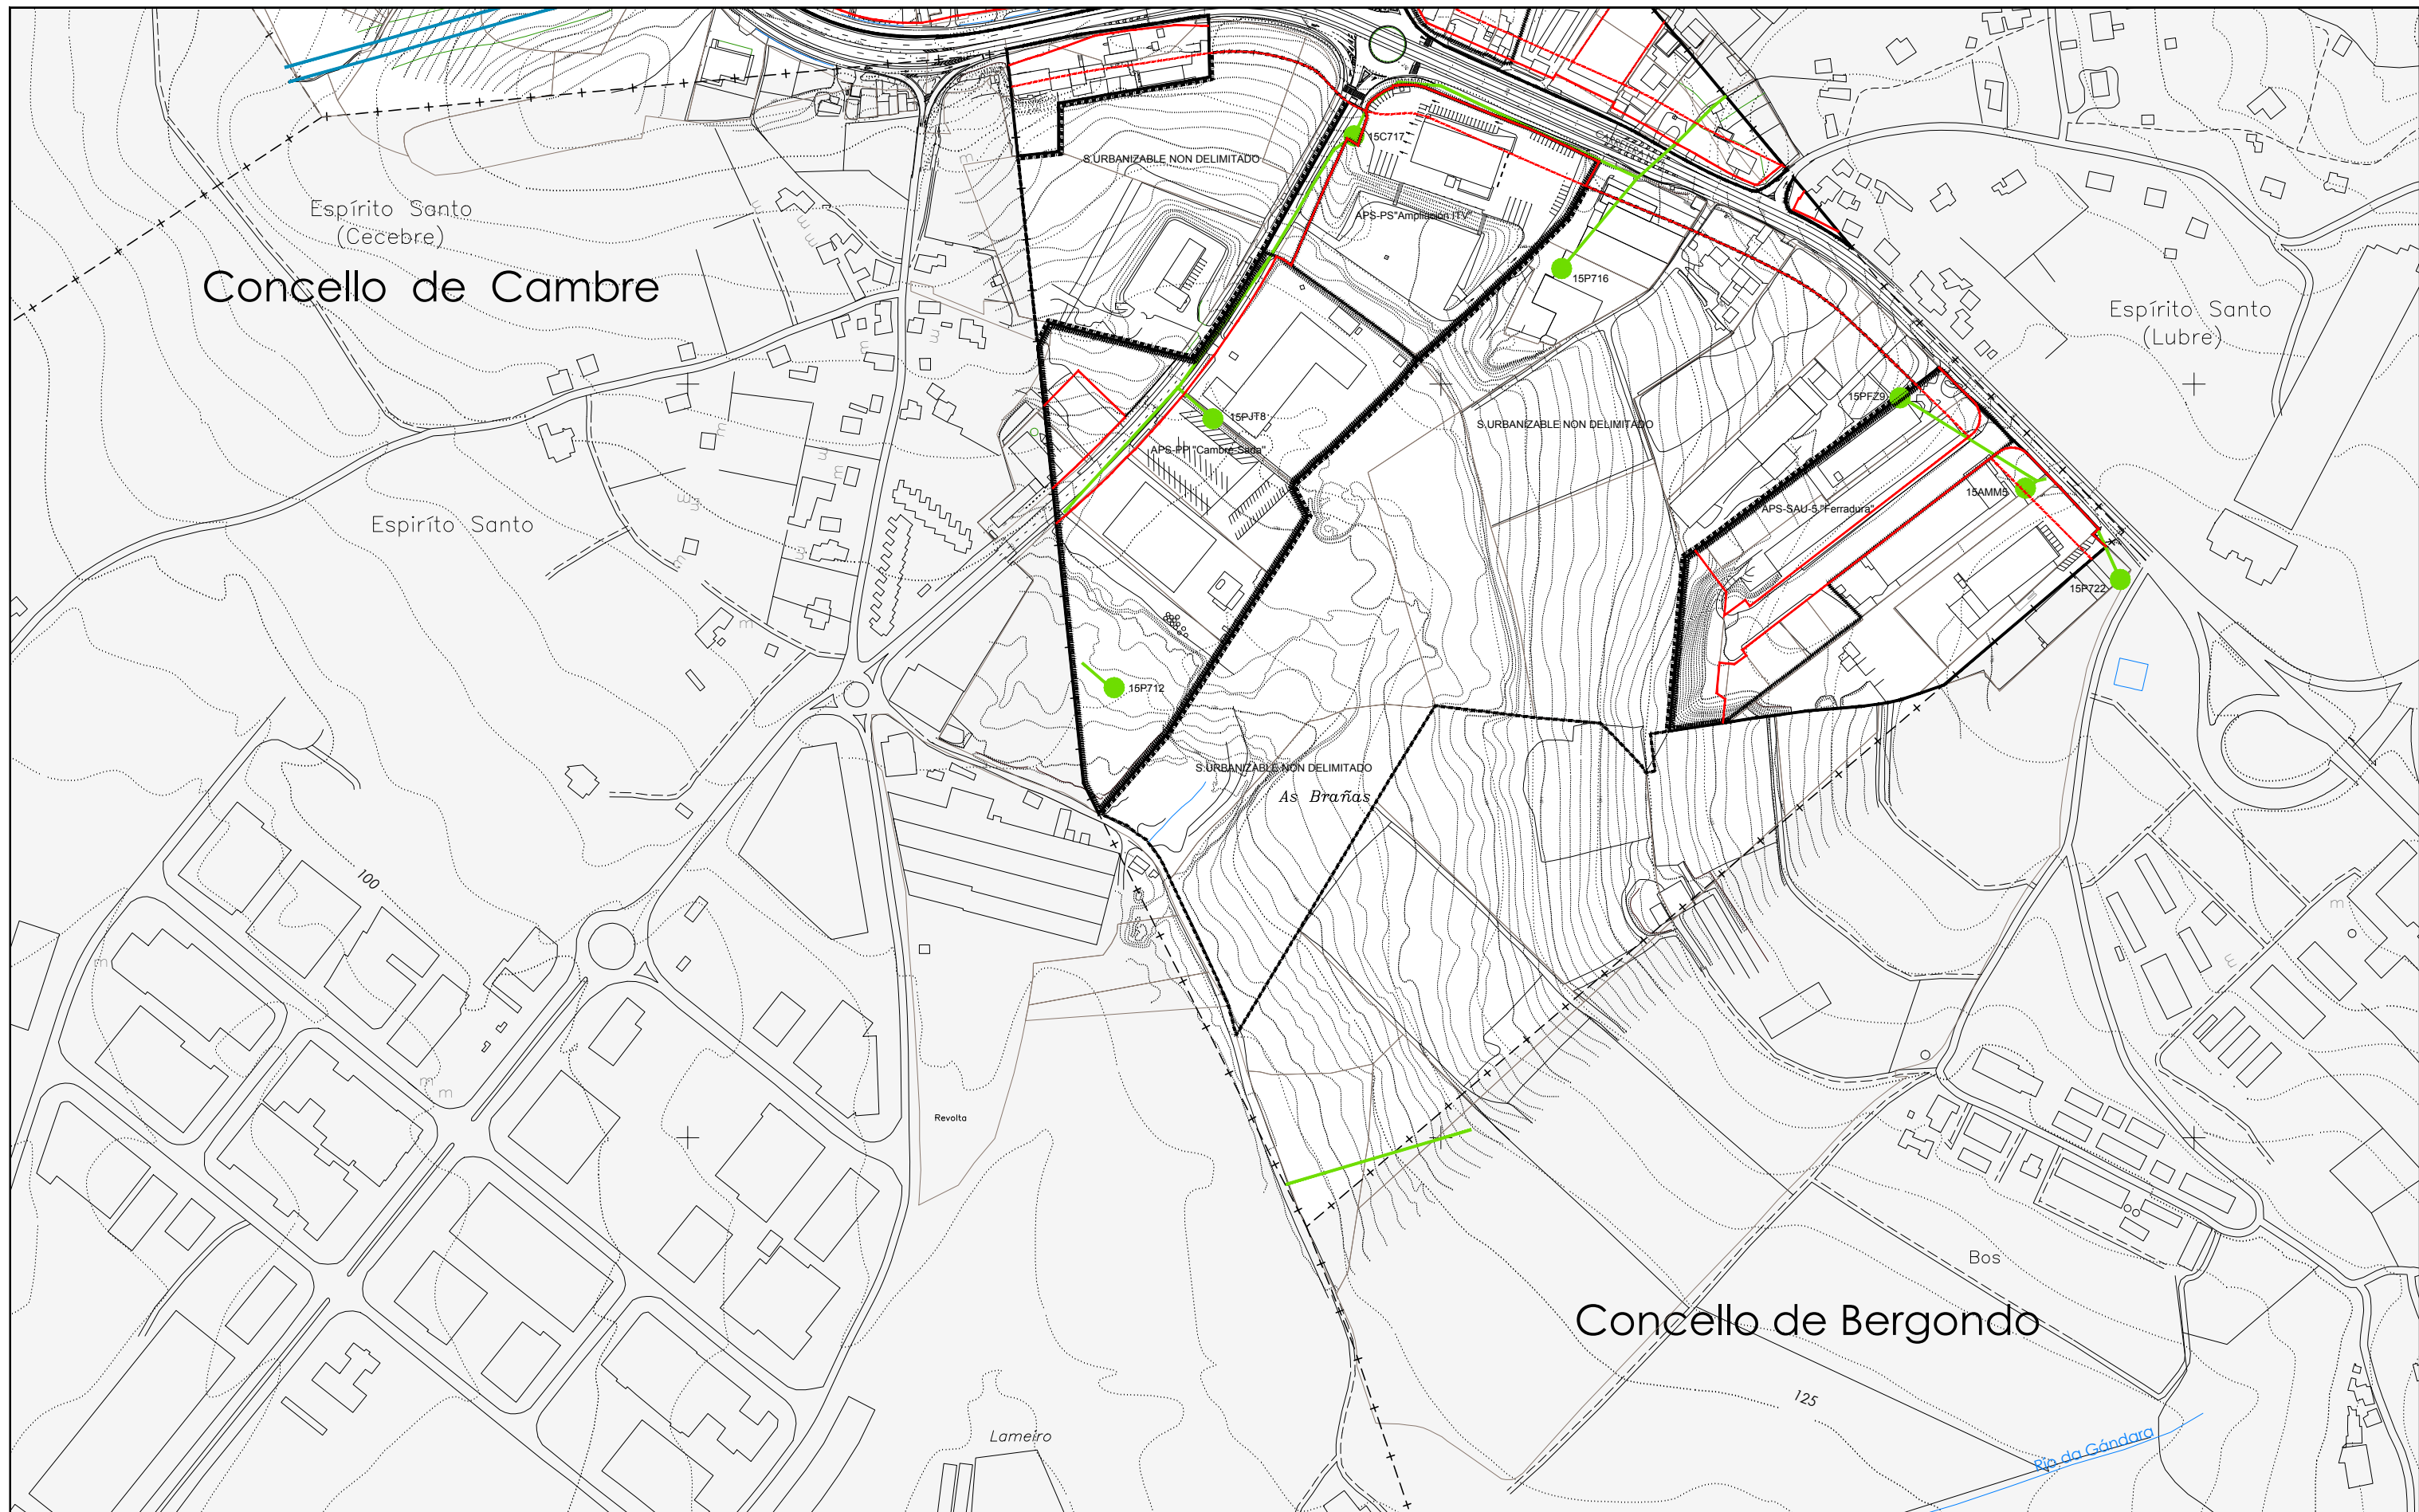 15C717
S.URBANIZABLE NON DELIMITADO
Espírito Santo
(Cecebre)
APS-PS"Ampliación ITV"
Concello de Cambre
15P716
Espírito Santo
(Lubre)
15PFZ9
15PJT8
S.URBANIZABLE NON DELIMITADO
APS-PP "Cambre-Sada"
15AMM5
APS-SAU-5 "Ferradura"
Espiríto Santo
15P722
15P712
S.URBANIZABLE NON DELIMITADO
As Brañas
100
Revolta
Bos
Concello de Bergondo
125
Lameiro
Río da Gándara